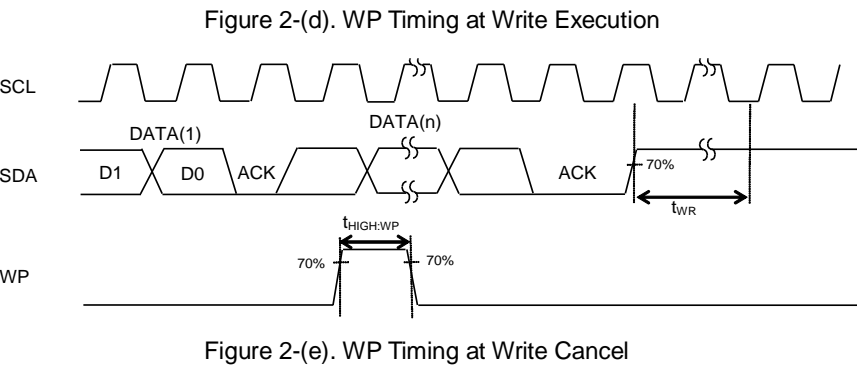 Figure 2-(d). WP Timing at Write Execution
SCL
DATA(1)
DATA(n)
SDA
D1
D0
ACK
ACK
70%
tWR
tHIGH:WP
70%
70%
WP
Figure 2-(e). WP Timing at Write Cancel